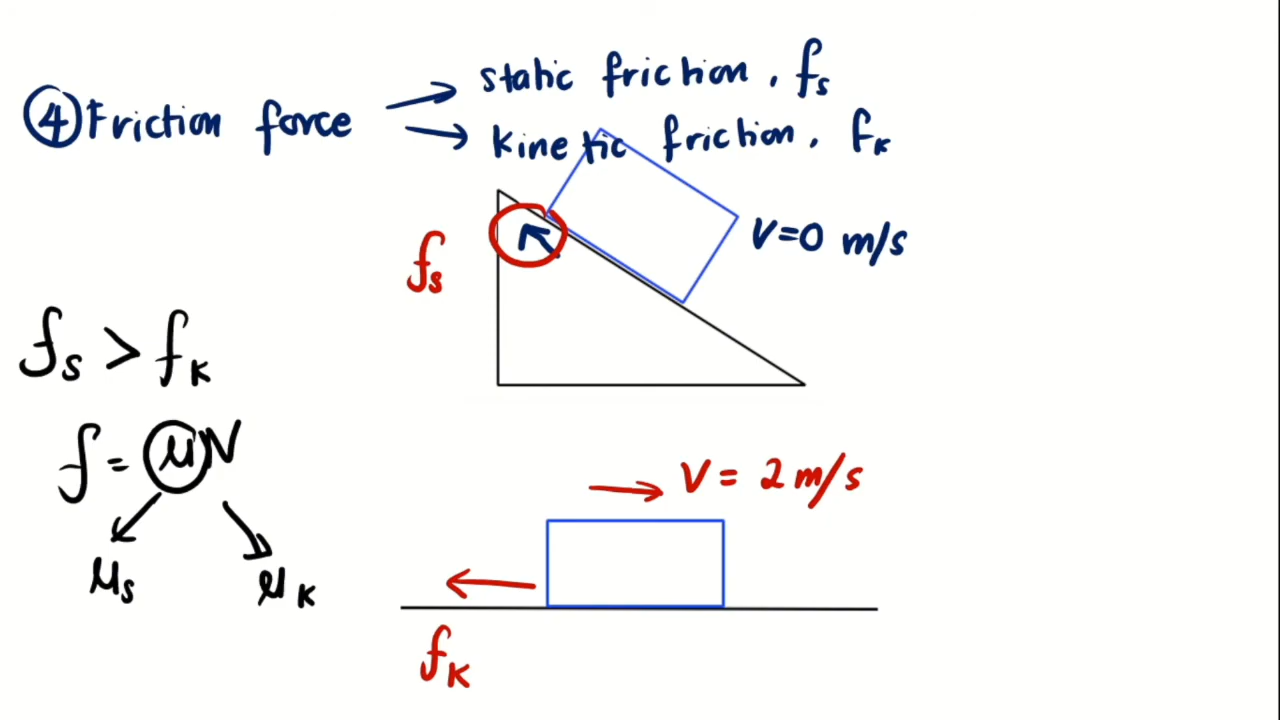 ④ Friction force
static friction, fs
kinetic friction, fk
fs
V=0 m/s
fs > fk
f = μN
μs
μk
V = 2 m/s
fk